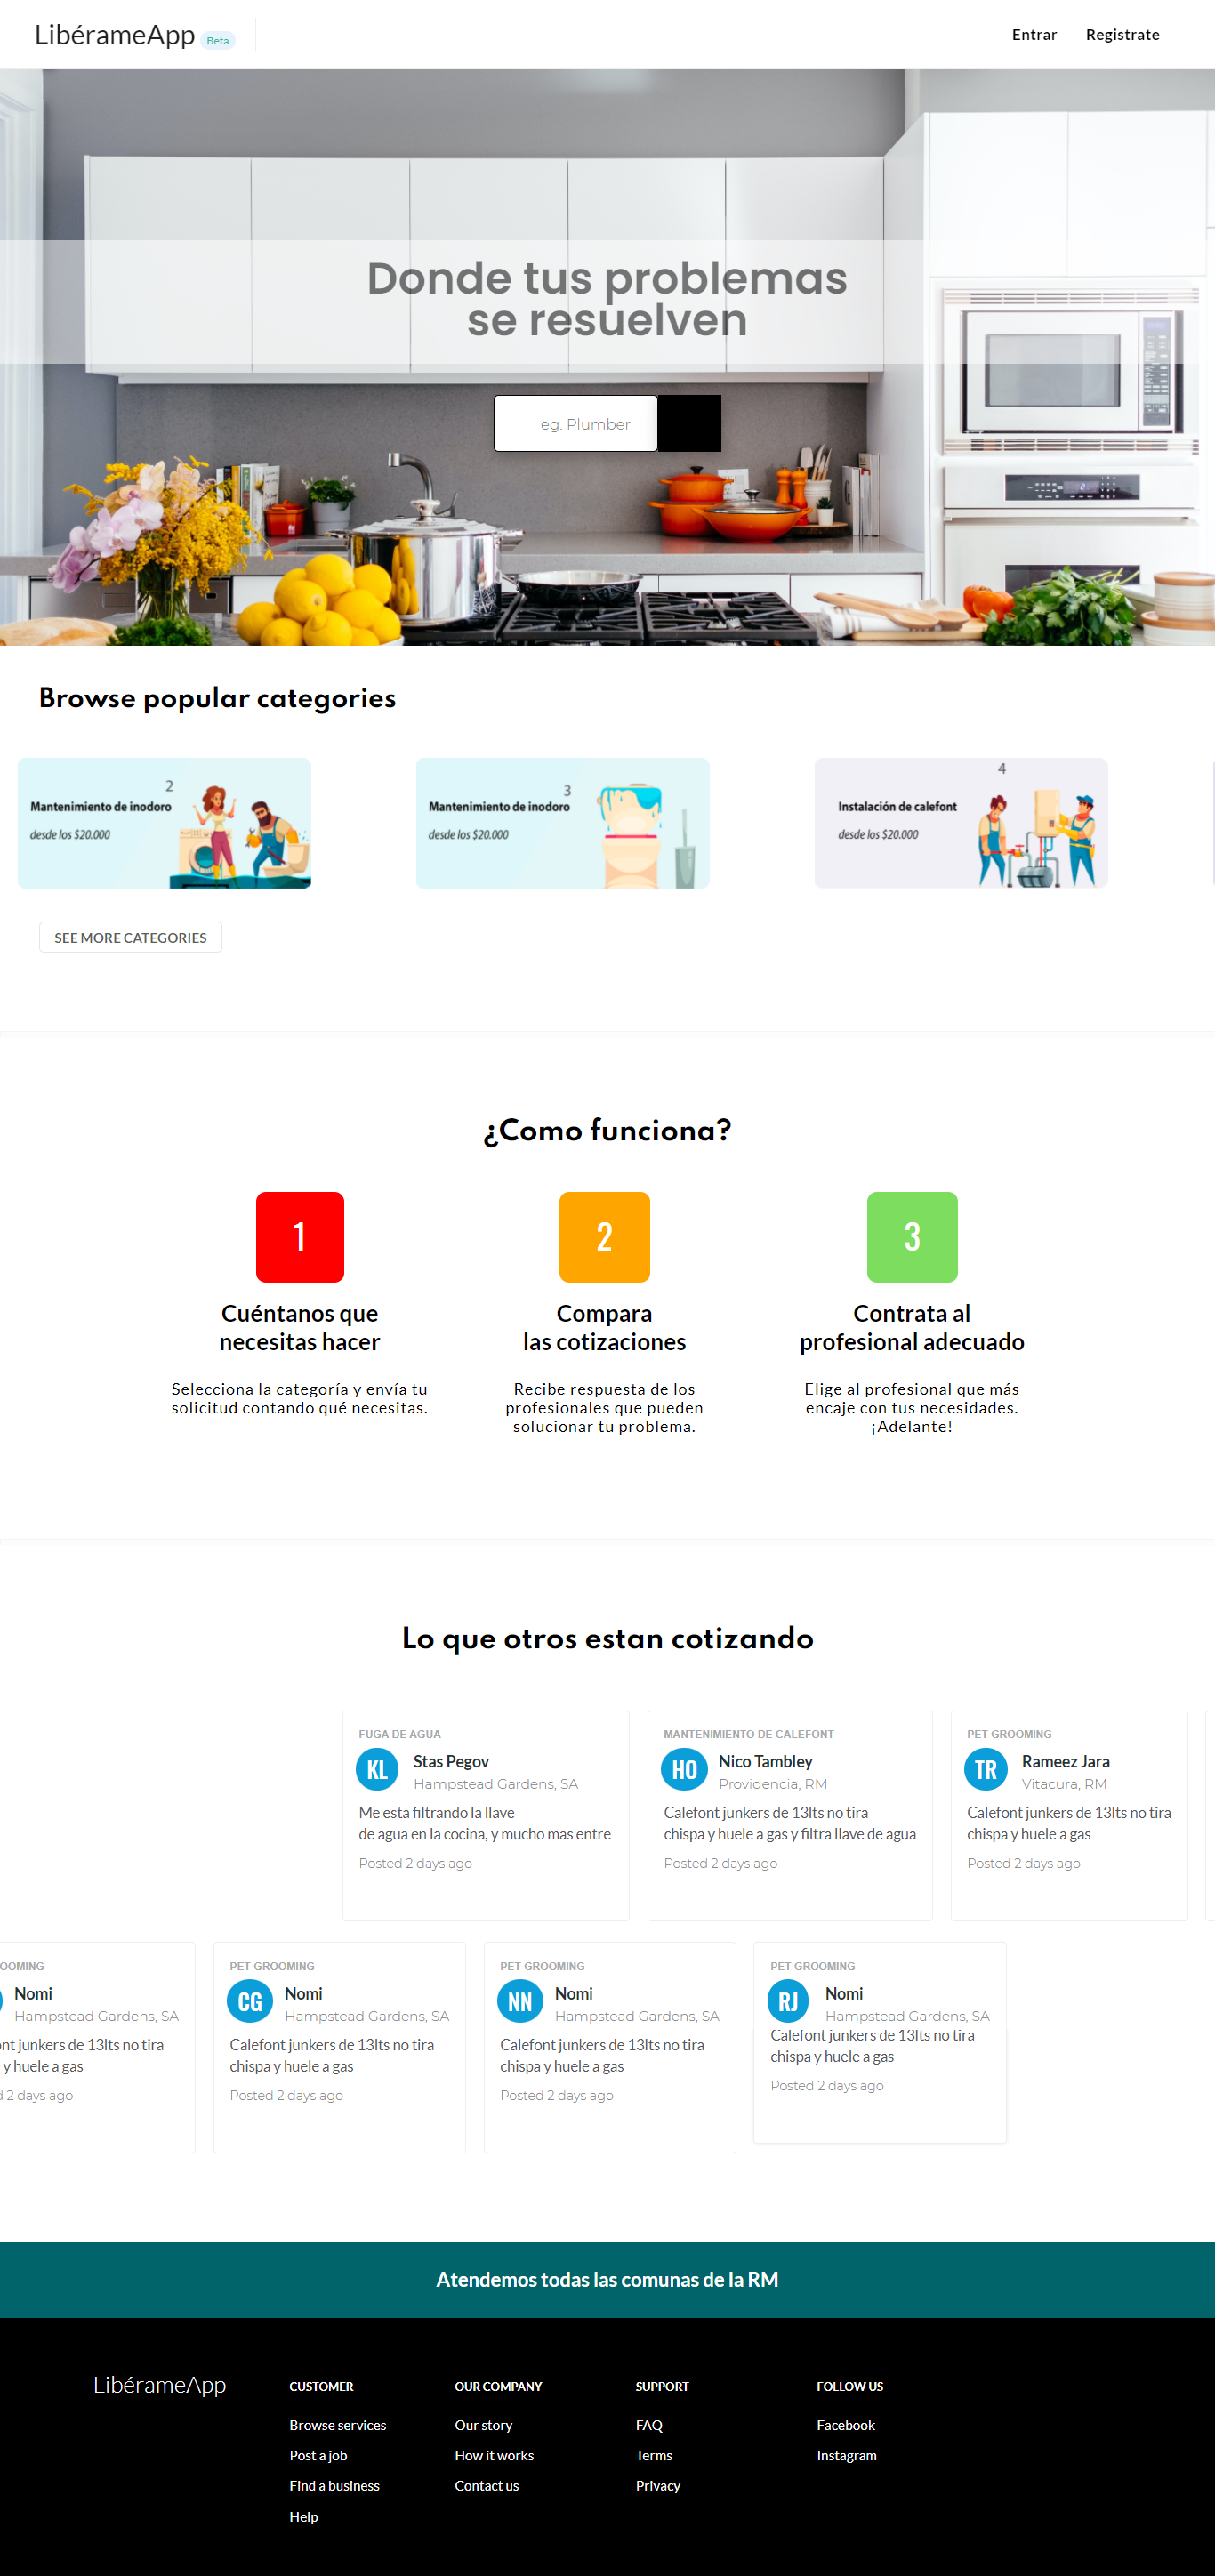 LibérameApp Beta
Entrar Registrate
Donde tus problemas
se resuelven
eg. Plumber
Browse popular categories
2
Mantenimiento de inodoro
desde los $20.000
3
Mantenimiento de inodoro
desde los $20.000
4
Instalación de calefont
desde los $20.000
SEE MORE CATEGORIES
¿Como funciona?
1
Cuéntanos que
necesitas hacer
Selecciona la categoría y envía tu
solicitud contando qué necesitas.
2
Compara
las cotizaciones
Recibe respuesta de los
profesionales que pueden
solucionar tu problema.
3
Contrata al
profesional adecuado
Elige al profesional que más
encaje con tus necesidades.
¡Adelante!
Lo que otros estan cotizando
FUGA DE AGUA
KL
Stas Pegov
Hampstead Gardens, SA
Me esta filtrando la llave
de agua en la cocina, y mucho mas entre
Posted 2 days ago
MANTENIMIENTO DE CALEFONT
HO
Nico Tambley
Providencia, RM
Calefont junkers de 13lts no tira
chispa y huele a gas y filtra llave de agua
Posted 2 days ago
PET GROOMING
TR
Rameez Jara
Vitacura, RM
Calefont junkers de 13lts no tira
chispa y huele a gas
Posted 2 days ago
OOMING
Nomi
Hampstead Gardens, SA
nt junkers de 13lts no tira
y huele a gas
d 2 days ago
PET GROOMING
CG
Nomi
Hampstead Gardens, SA
Calefont junkers de 13lts no tira
chispa y huele a gas
Posted 2 days ago
PET GROOMING
NN
Nomi
Hampstead Gardens, SA
Calefont junkers de 13lts no tira
chispa y huele a gas
Posted 2 days ago
PET GROOMING
RJ
Nomi
Hampstead Gardens, SA
Calefont junkers de 13lts no tira
chispa y huele a gas
Posted 2 days ago
Atendemos todas las comunas de la RM
LibérameApp
CUSTOMER
Browse services
Post a job
Find a business
Help
OUR COMPANY
Our story
How it works
Contact us
SUPPORT
FAQ
Terms
Privacy
FOLLOW US
Facebook
Instagram